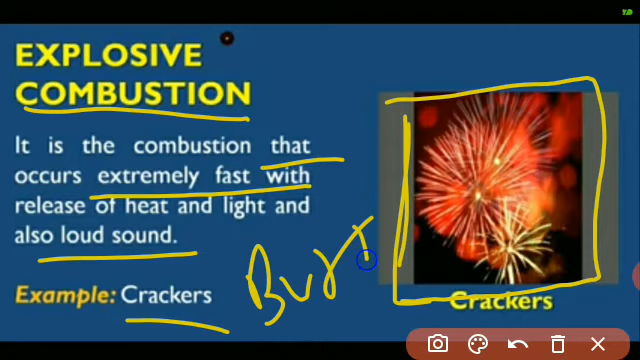 EXPLOSIVE
COMBUSTION
It is the combustion that
occurs extremely fast with
release of heat and light and
also loud sound.
Example: Crackers
Crackers